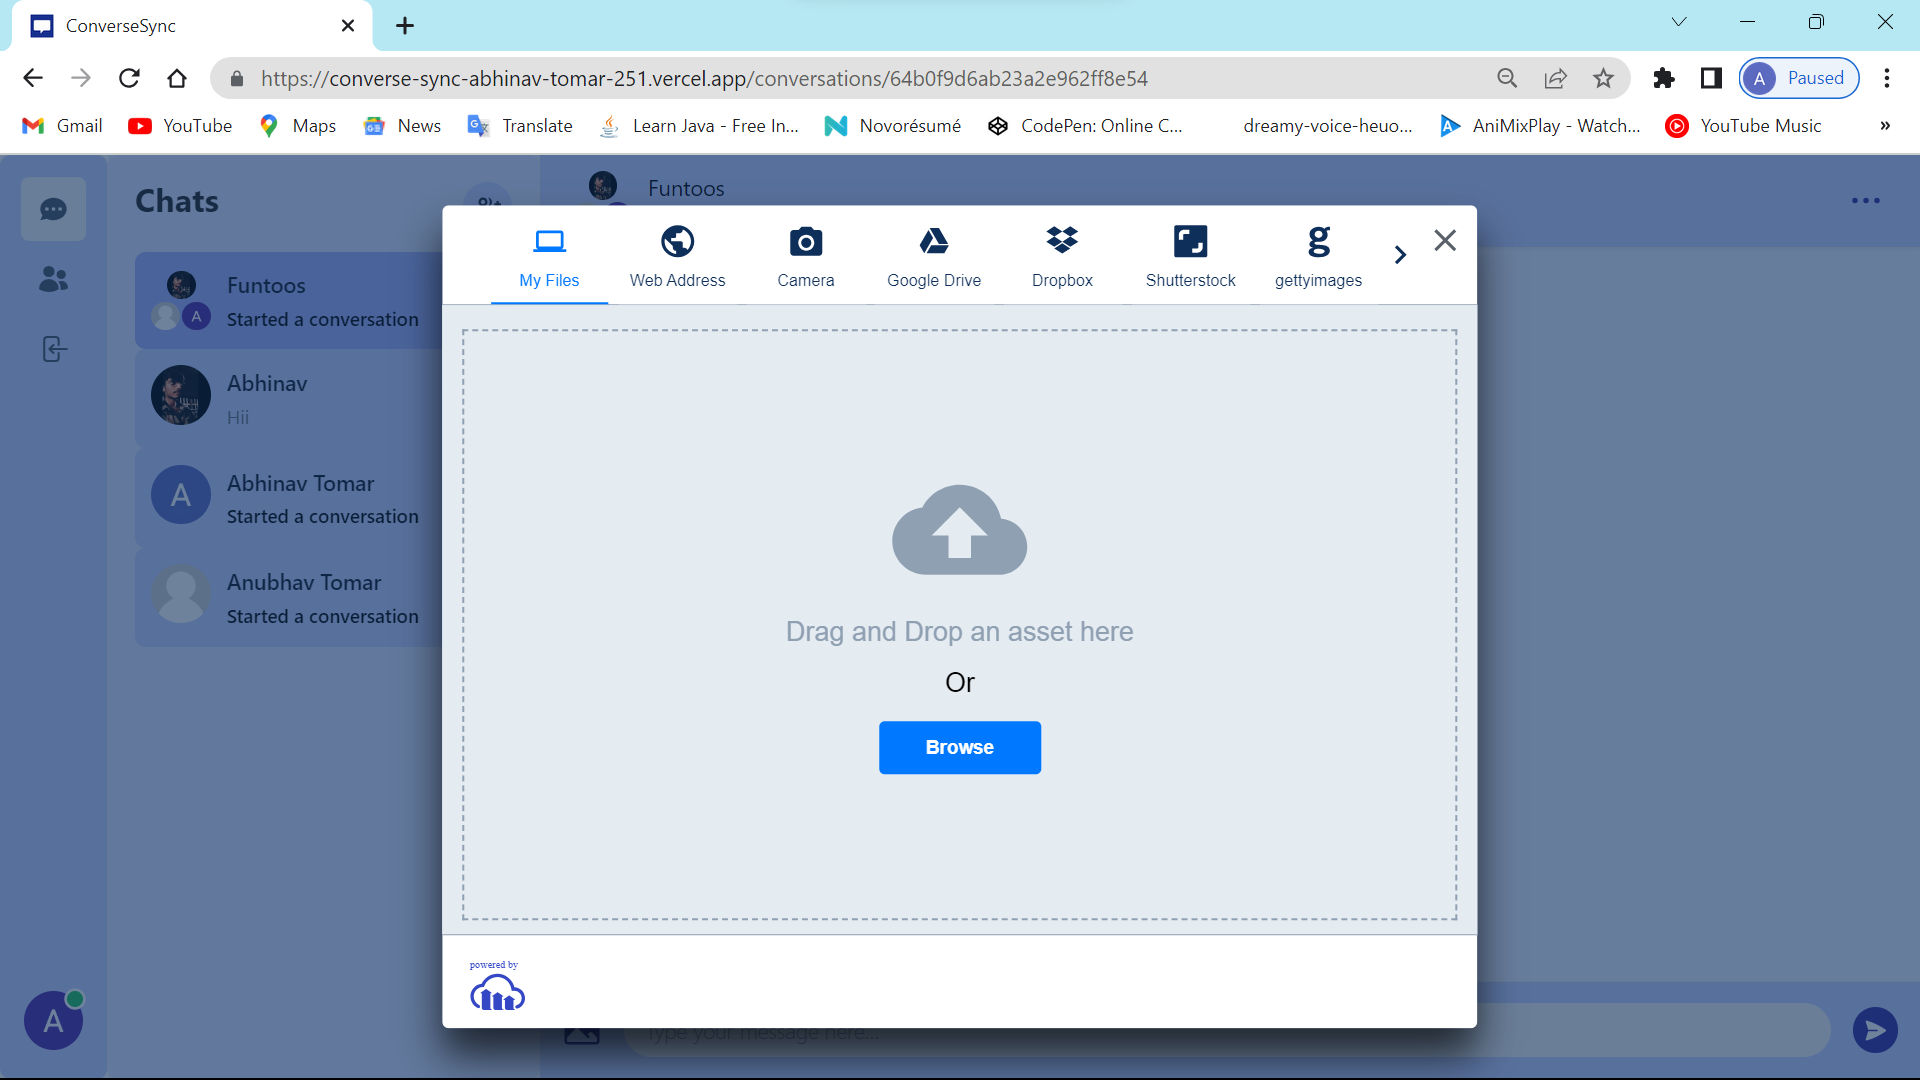 ConverseSync
https://converse-sync-abhinav-tomar-251.vercel.app/conversations/64b0f9d6ab23a2e962ff8e54
A Paused
Gmail YouTube Maps News Translate Learn Java - Free In... Novorésumé CodePen: Online C... dreamy-voice-heuo... AniMixPlay - Watch... YouTube Music »
Chats
Funtoos
Started a conversation
A
Abhinav
Hii
A
Abhinav Tomar
Started a conversation
Anubhav Tomar
Started a conversation
A
Funtoos
My Files Web Address Camera Google Drive Dropbox Shutterstock gettyimages
Drag and Drop an asset here
Or
Browse
powered by
Type your message here...